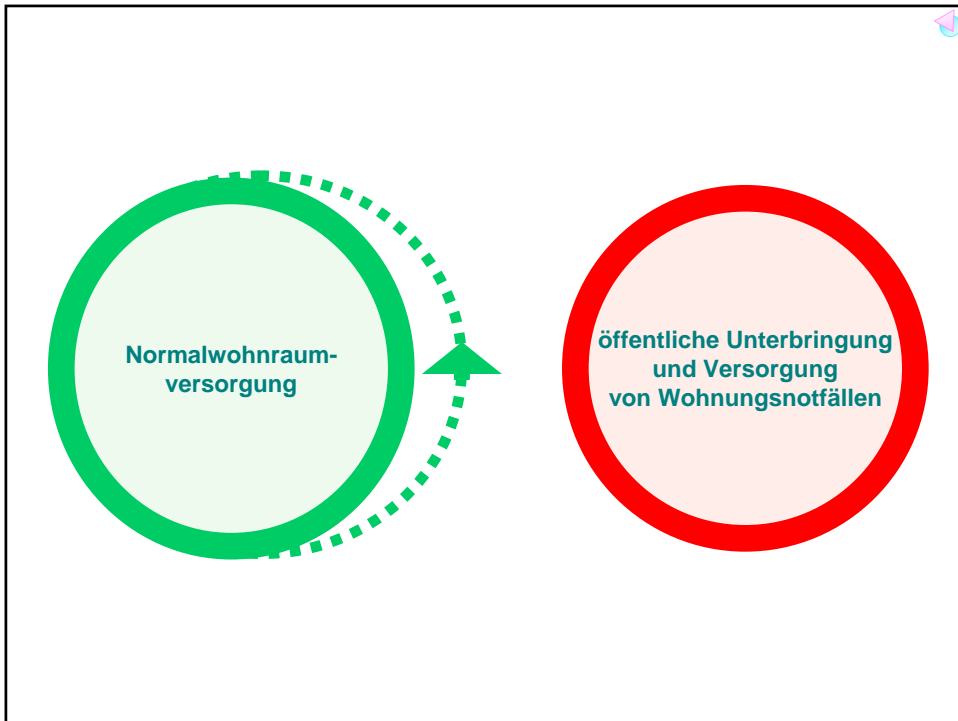 Normalwohnraum-
versorgung
öffentliche Unterbringung
und Versorgung
von Wohnungsnotfällen